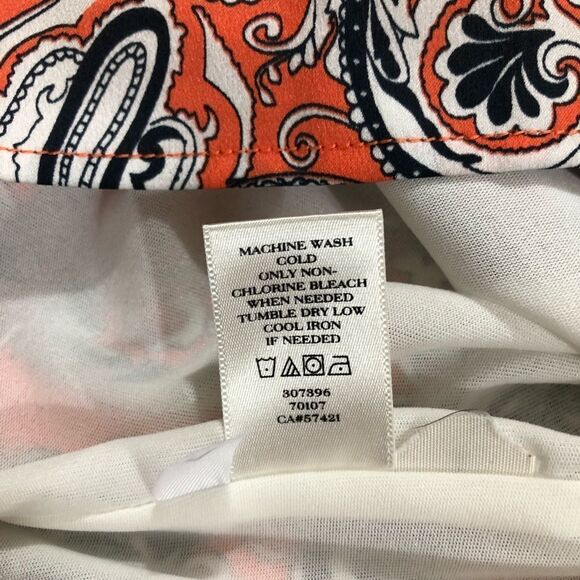 MACHINE WASH
COLD
ONLY NON-
CHLORINE BLEACH
WHEN NEEDED
TUMBLE DRY LOW
COOL IRON
IF NEEDED
307396
70107
CA#57421